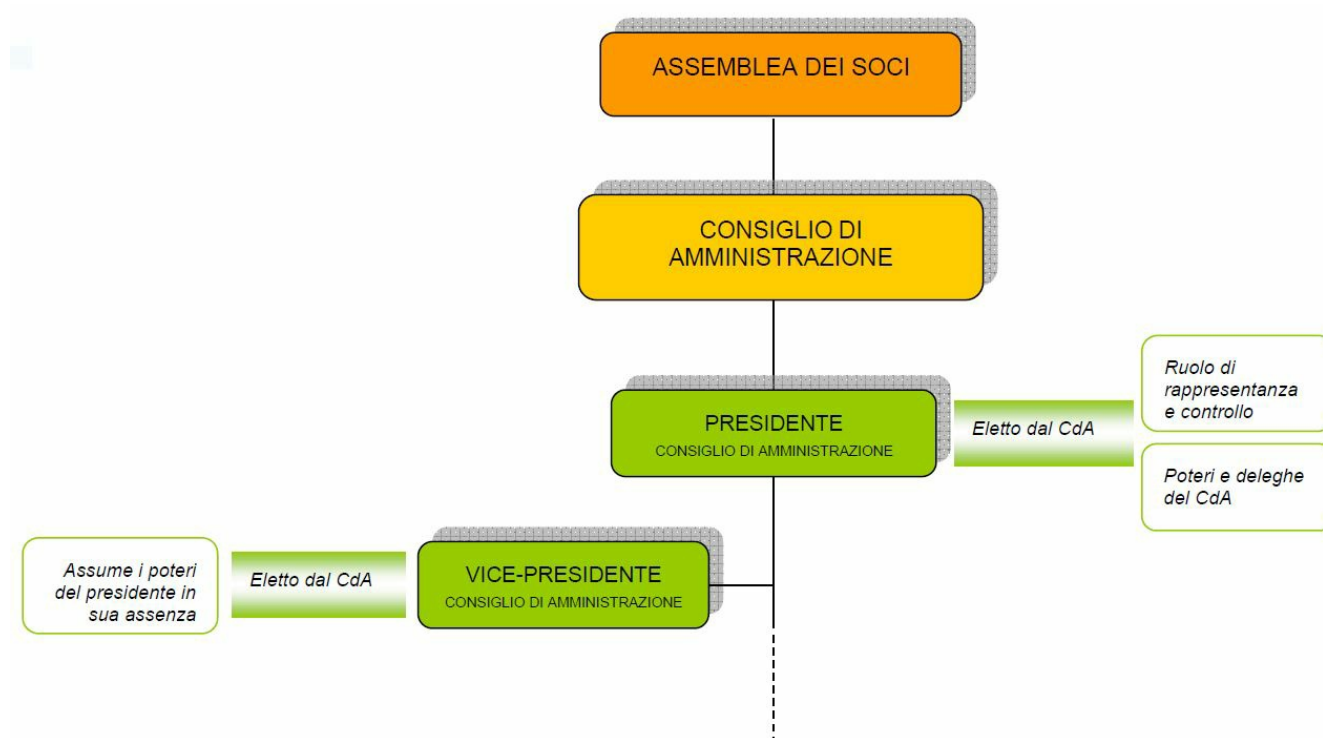 ASSEMBLEA DEI SOCI
CONSIGLIO DI
AMMINISTRAZIONE
PRESIDENTE
CONSIGLIO DI AMMINISTRAZIONE
Eletto dal CdA
Ruolo di
rappresentanza
e controllo
Poteri e deleghe
del CdA
VICE-PRESIDENTE
CONSIGLIO DI AMMINISTRAZIONE
Eletto dal CdA
Assume i poteri
del presidente in
sua assenza